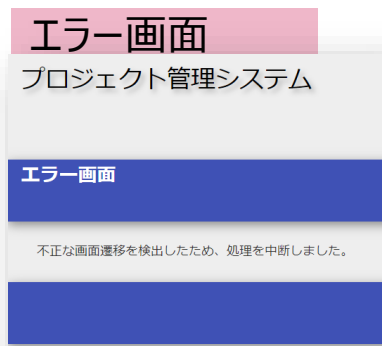 エラー画面
プロジェクト管理システム
エラー画面
不正な画面遷移を検出したため、処理を中断しました。